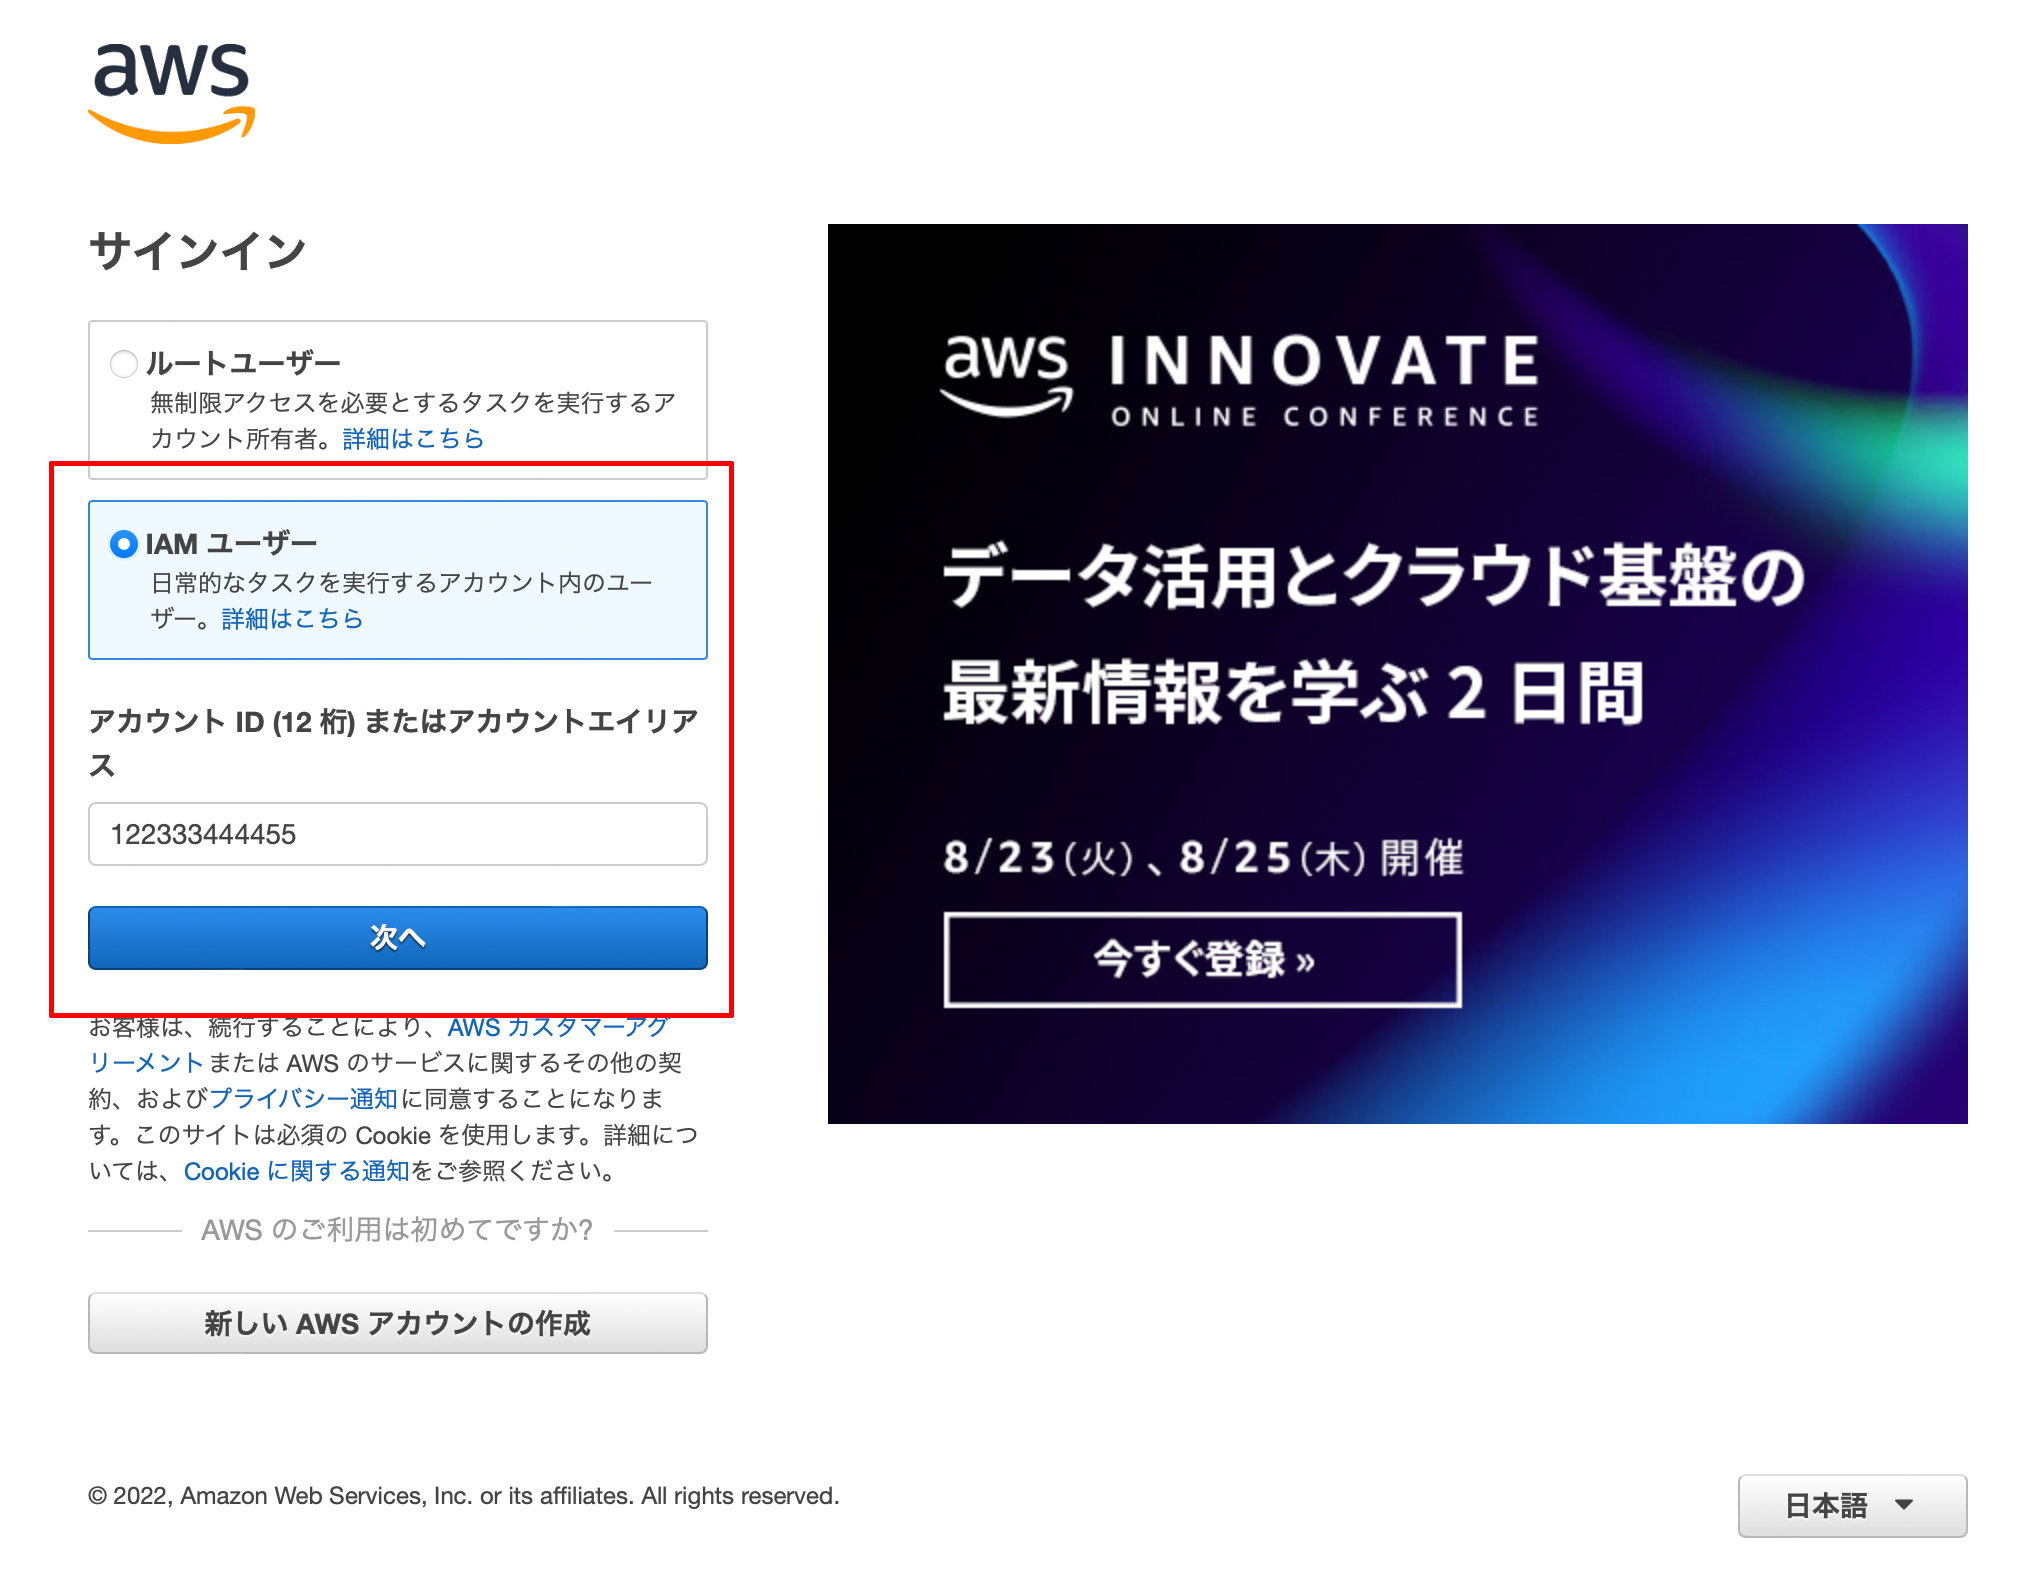 aws
サインイン
ルートユーザー
無制限アクセスを必要とするタスクを実行するア
カウント所有者。詳細はこちら
IAM ユーザー
日常的なタスクを実行するアカウント内のユー
ザー。詳細はこちら
アカウント ID (12 桁) またはアカウントエイリア
ス
122333444455
次へ
お客様は、続行することにより、AWS カスタマーアグ
リーメントまたは AWS のサービスに関するその他の契
約、およびプライバシー通知に同意することになりま
す。このサイトは必須の Cookie を使用します。詳細につ
いては、Cookie に関する通知をご参照ください。
AWS のご利用は初めてですか?
新しい AWS アカウントの作成
aws INNOVATE
ONLINE CONFERENCE
データ活用とクラウド基盤の
最新情報を学ぶ 2 日間
8/23(火)、8/25(木) 開催
今すぐ登録 »
© 2022, Amazon Web Services, Inc. or its affiliates. All rights reserved.
日本語